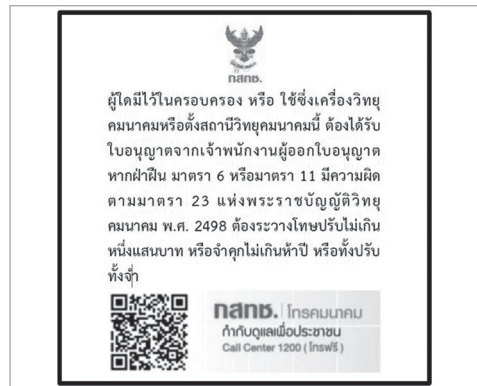 กสทช.
ผู้ใดมีไว้ในครอบครอง หรือ ใช้ซึ่งเครื่องวิทยุ
คมนาคมหรือตั้งสถานีวิทยุคมนาคมนี้ ต้องได้รับ
ใบอนุญาตจากเจ้าพนักงานผู้ออกใบอนุญาต
หากฝ่าฝืน มาตรา 6 หรือมาตรา 11 มีความผิด
ตามมาตรา 23 แห่งพระราชบัญญัติวิทยุ
คมนาคม พ.ศ. 2498 ต้องระวางโทษปรับไม่เกิน
หนึ่งแสนบาท หรือจำคุกไม่เกินห้าปี หรือทั้งปรับ
ทั้งจำ
กสทช. | โทรคมนาคม
กำกับดูแลเพื่อประชาชน
Call Center 1200 (โทรฟรี)